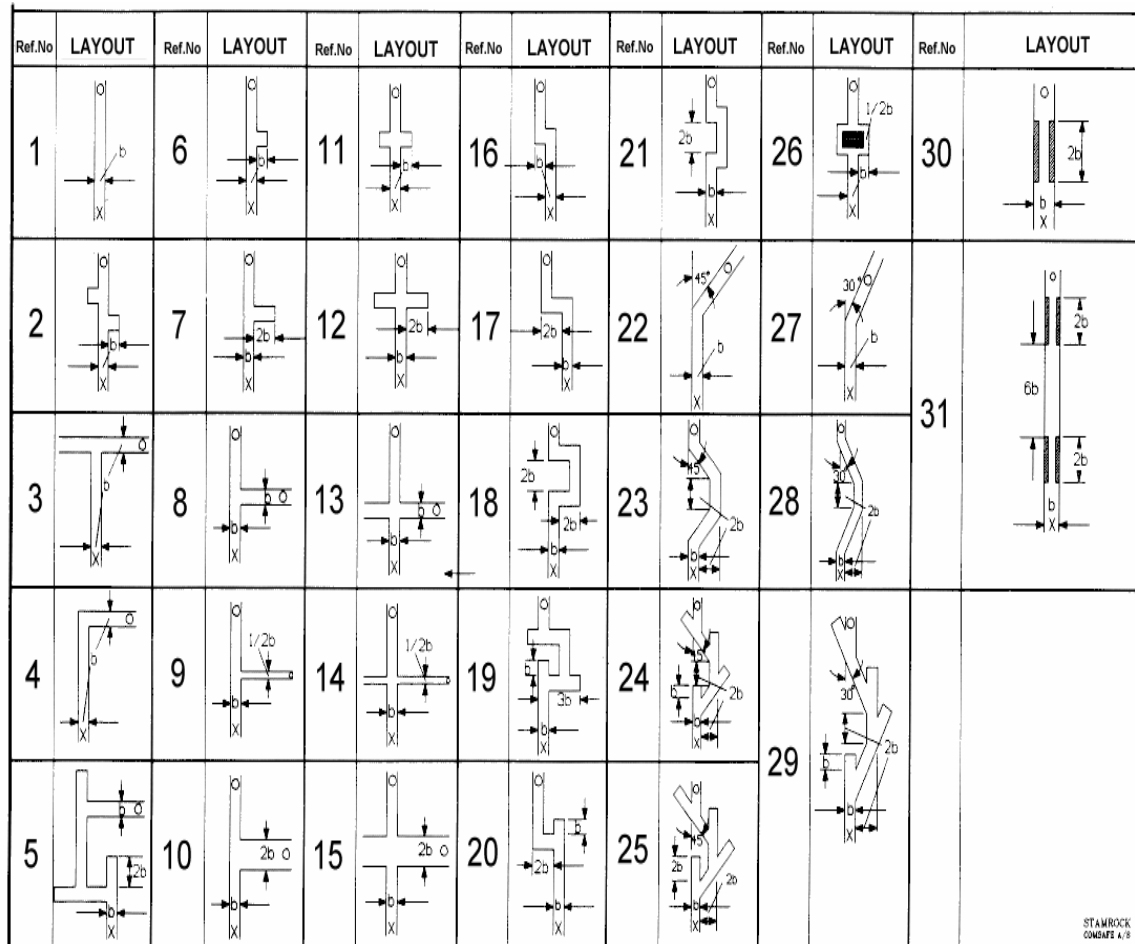 Ref.No LAYOUT Ref.No LAYOUT Ref.No LAYOUT Ref.No LAYOUT Ref.No LAYOUT Ref.No LAYOUT Ref.No LAYOUT
1 O b X 6 O b X 11 O b X 16 O b X 21 O 2b b X 26 O 1/2b b X 30 O 2b b X
2 O b X 7 O 2b b X 12 O 2b b X 17 O 2b b X 22 45° O b X 27 30° O b X
31 O 2b 6b 2b b X
3 O b X 8 O b O b X 13 O b O b X 18 O 2b 2b b X 23 O 45 2b b X 28 O 30 2b b X
4 O b X 9 O 1/2b b X 14 O 1/2b b X 19 O b 3b b X 24 O 45 b 2b b X
29 O 30° 2b b b X
5 b O 2b b X 10 O 2b O b X 15 O 2b O b X 20 O b 2b b X 25 O 45 2b 2b b X
STAMROCK
COMSAFE A/S